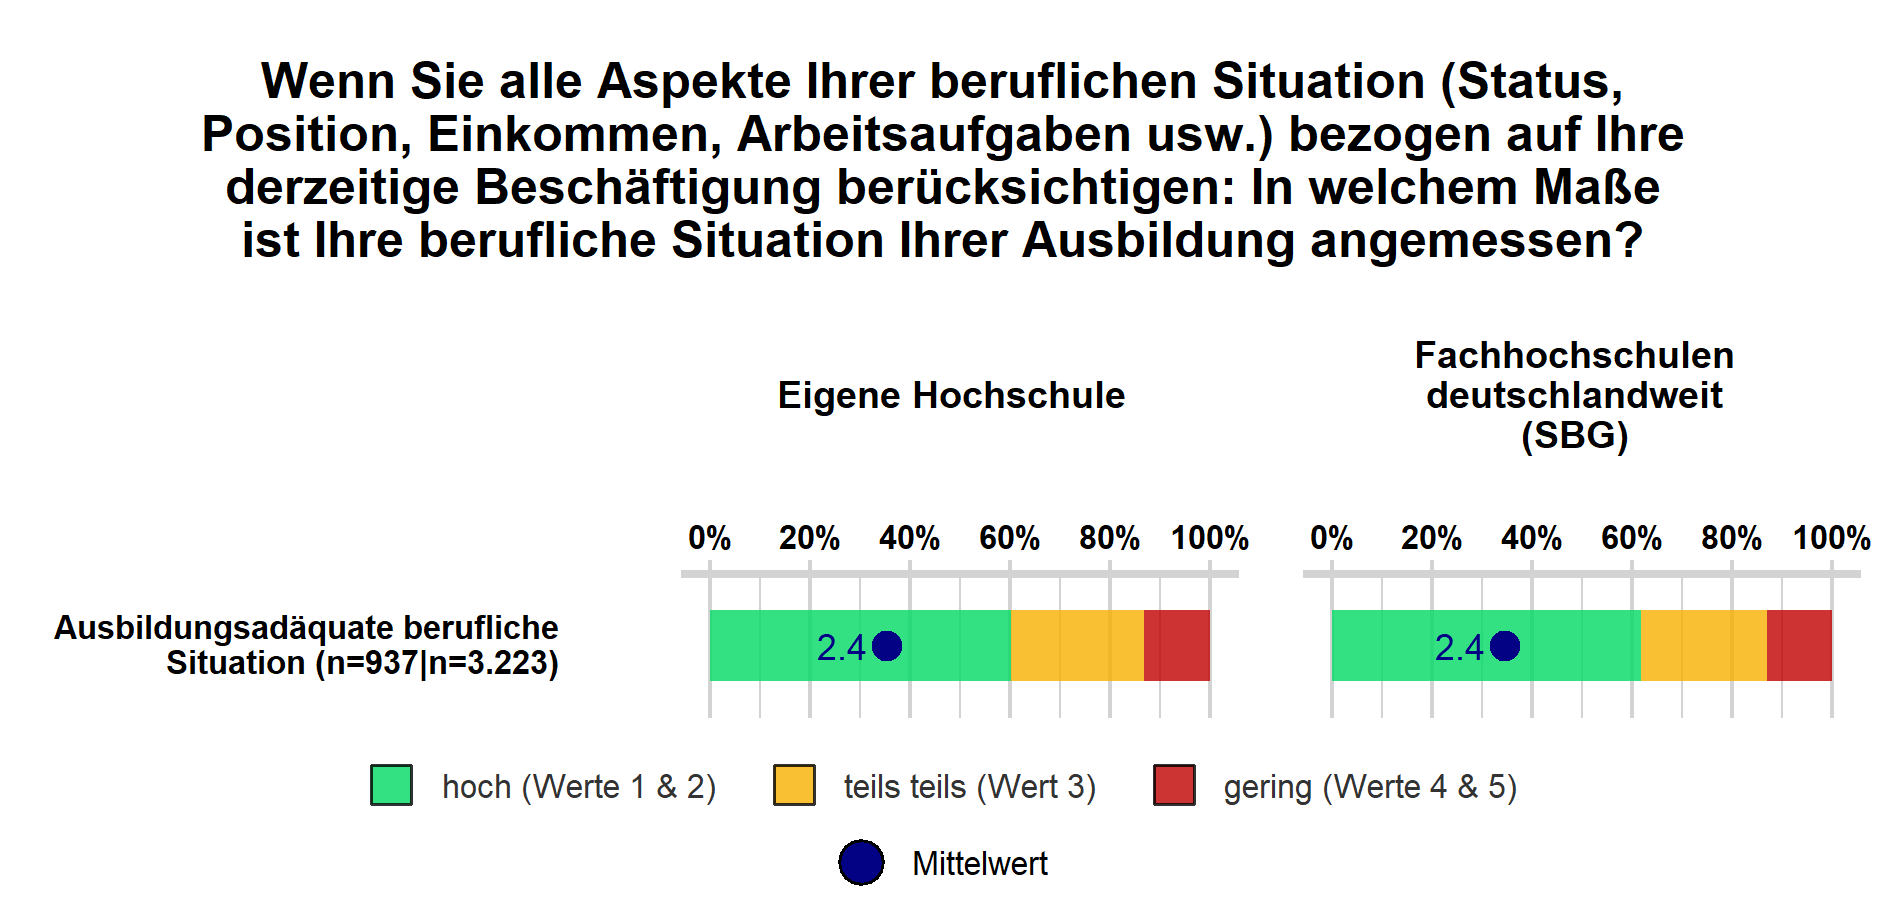 Wenn Sie alle Aspekte Ihrer beruflichen Situation (Status,
Position, Einkommen, Arbeitsaufgaben usw.) bezogen auf Ihre
derzeitige Beschäftigung berücksichtigen: In welchem Maße
ist Ihre berufliche Situation Ihrer Ausbildung angemessen?
Eigene Hochschule
Fachhochschulen
deutschlandweit
(SBG)
0% 20% 40% 60% 80% 100%
0% 20% 40% 60% 80% 100%
Ausbildungsadäquate berufliche
Situation (n=937|n=3.223)
2.4
2.4
hoch (Werte 1 & 2)
teils teils (Wert 3)
gering (Werte 4 & 5)
Mittelwert